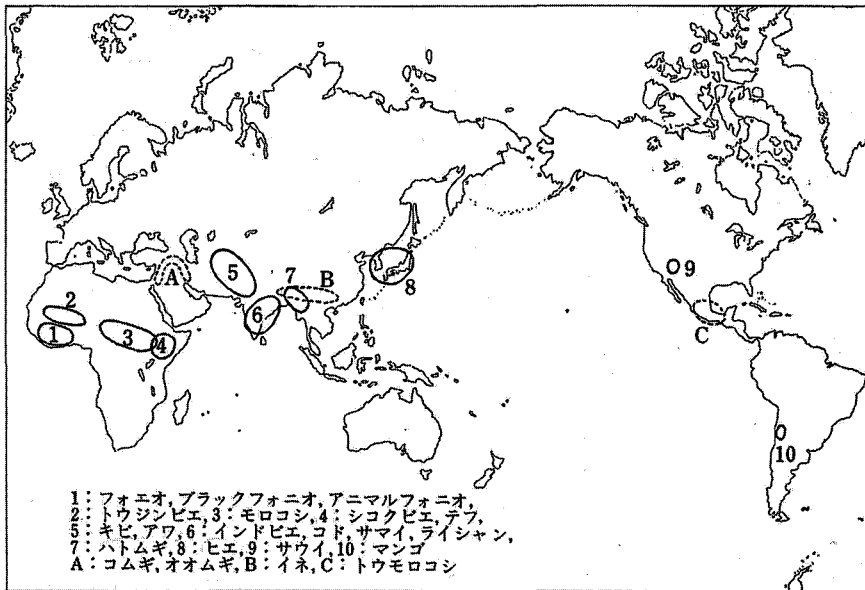 A
B
1
2
3
4
5
6
7
8
9
C
10
1:フォエオ,ブラックフォニオ,アニマルフォニオ,
2:トウジンビエ,3:モロコシ,4:シコクビエ,テフ,
5:キビ,アワ,6:インドビエ,コド,サマイ,ライシャン,
7:ハトムギ,8:ヒエ,9:サウイ,10:マンゴ
A:コムギ,オオムギ,B:イネ,C:トウモロコシ